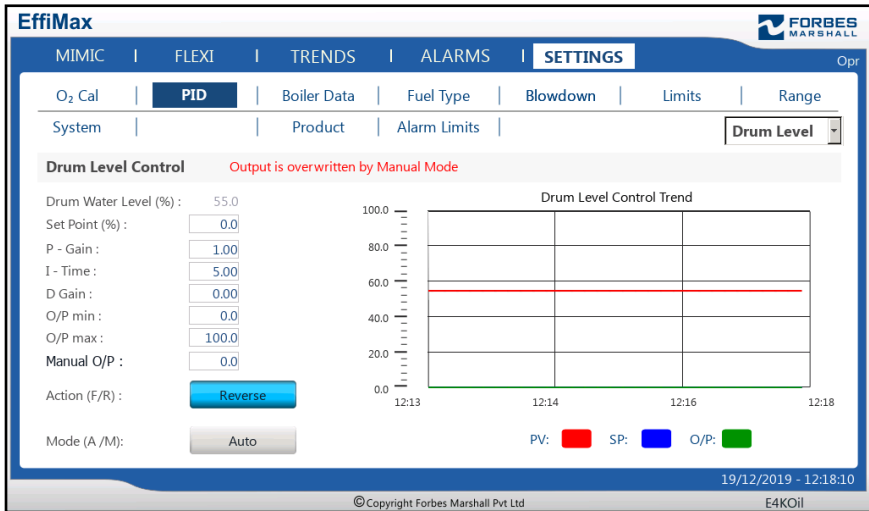 EffiMax
FORBES
MARSHALL
MIMIC | FLEXI | TRENDS | ALARMS | SETTINGS
Opr
O₂ Cal | PID | Boiler Data | Fuel Type | Blowdown | Limits | Range
System | | Product | Alarm Limits |
Drum Level
Drum Level Control Output is overwritten by Manual Mode
Drum Water Level (%) : 55.0
Set Point (%) : 0.0
P - Gain : 1.00
I - Time : 5.00
D Gain : 0.00
O/P min : 0.0
O/P max : 100.0
Manual O/P : 0.0
Action (F/R) : Reverse
Mode (A /M): Auto
Drum Level Control Trend
100.0
80.0
60.0
40.0
20.0
0.0
12:13 12:14 12:16 12:18
PV: SP: O/P:
19/12/2019 - 12:18:10
© Copyright Forbes Marshall Pvt Ltd
E4KOil